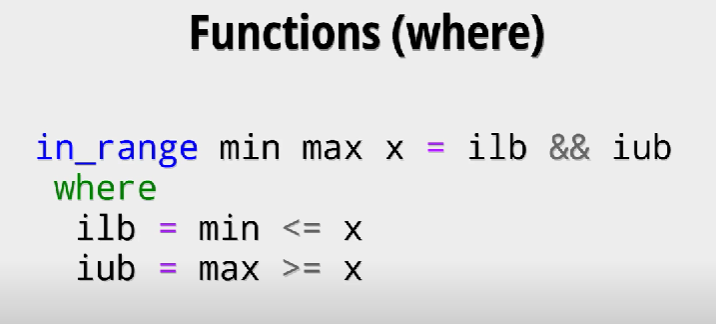 Functions (where)
in_range min max x = ilb && iub
where
ilb = min <= x
iub = max >= x